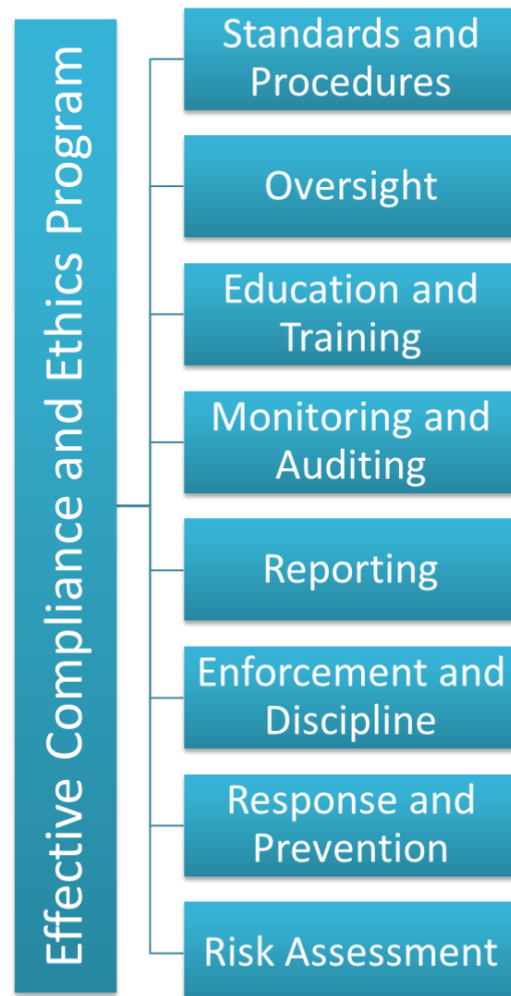 Effective Compliance and Ethics Program
Standards and
Procedures
Oversight
Education and
Training
Monitoring and
Auditing
Reporting
Enforcement and
Discipline
Response and
Prevention
Risk Assessment